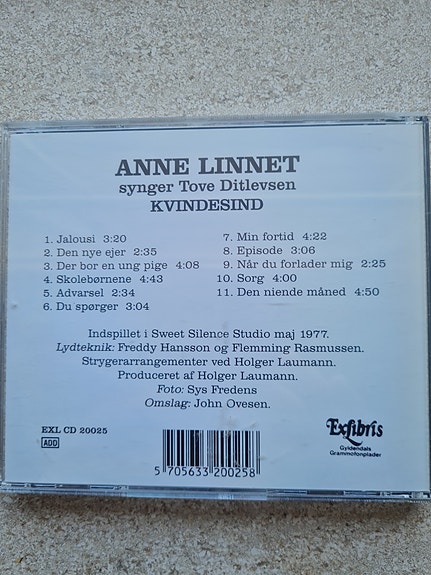 ANNE LINNET
synger Tove Ditlevsen
KVINDESIND
1. Jalousi 3:20
2. Den nye ejer 2:35
3. Der bor en ung pige 4:08
4. Skolebørnene 4:43
5. Advarsel 2:34
6. Du spørger 3:04
7. Min fortid 4:22
8. Episode 3:06
9. Når du forlader mig 2:25
10. Sorg 4:00
11. Den niende måned 4:50
Indspillet i Sweet Silence Studio maj 1977.
Lydteknik: Freddy Hansson og Flemming Rasmussen.
Strygerarrangementer ved Holger Laumann.
Produceret af Holger Laumann.
Foto: Sys Fredens
Omslag: John Ovesen.
EXL CD 20025
ADD
5 705633 200258
Exlibris
Gyldendals
Grammofonplader